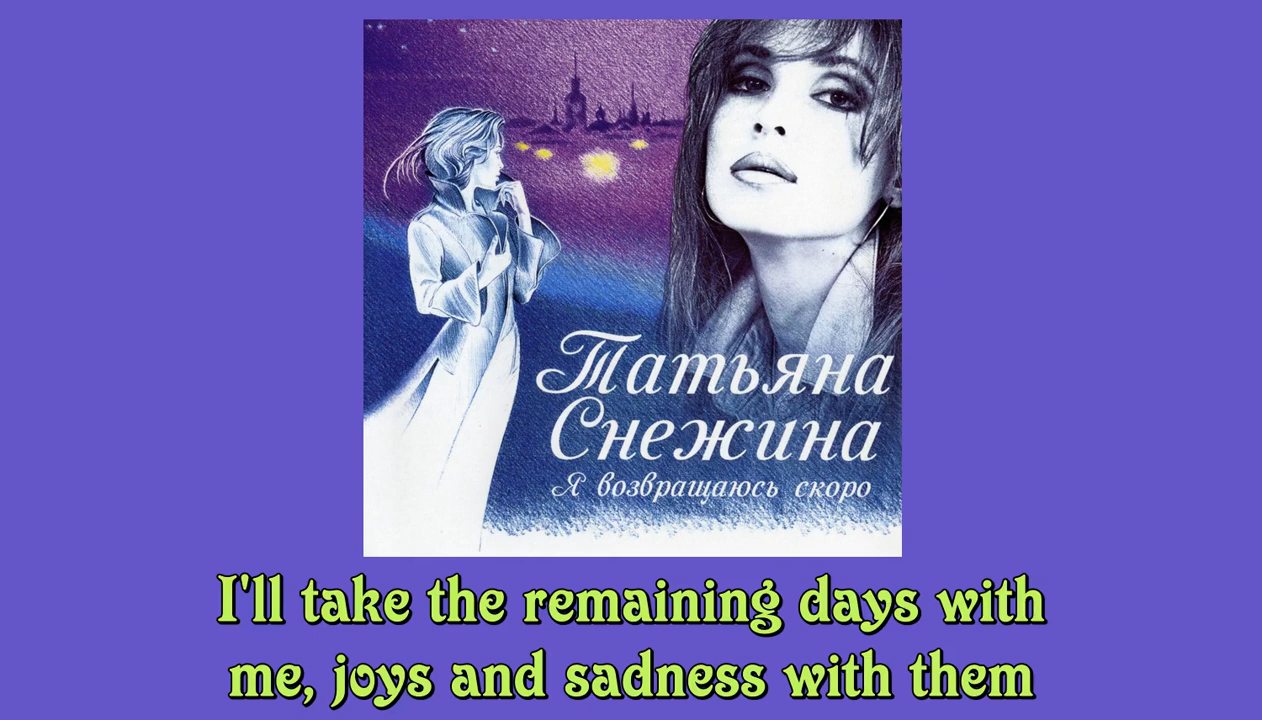 Татьяна
Снежина
Я возвращаюсь скоро
I'll take the remaining days with
me, joys and sadness with them